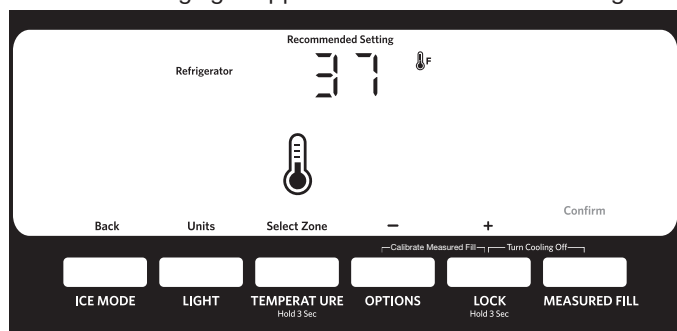 Recommended Setting
Refrigerator 37 F
Back Units Select Zone – + Confirm
Calibrate Measured Fill Turn Cooling Off
ICE MODE LIGHT TEMPERAT URE OPTIONS LOCK MEASURED FILL
Hold 3 Sec Hold 3 Sec